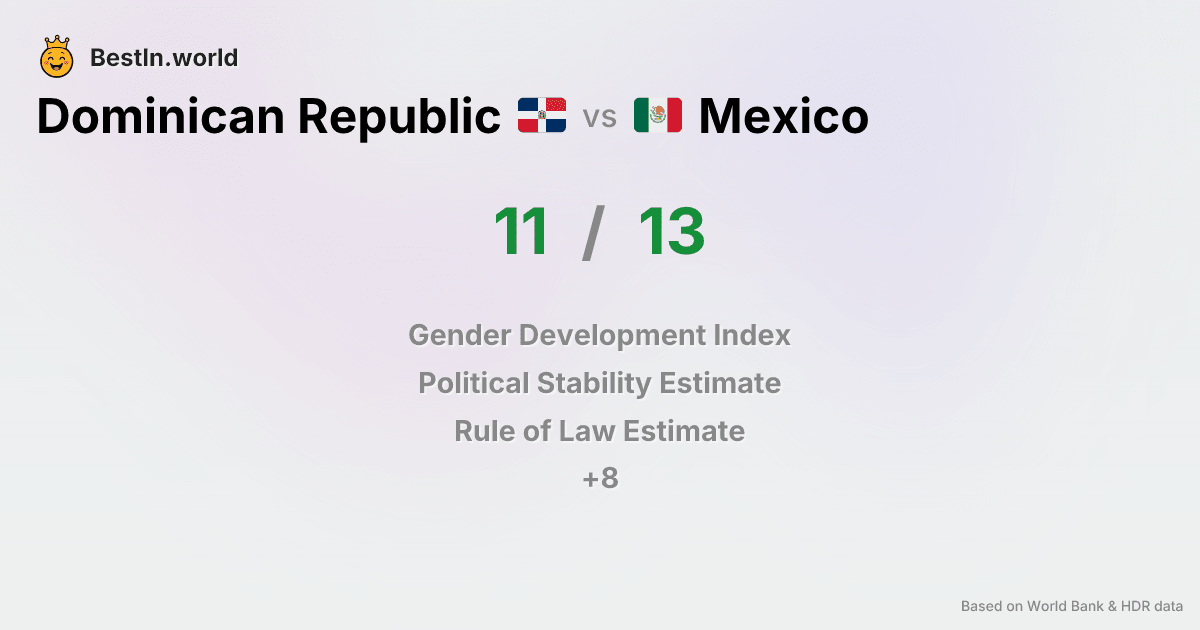 BestIn.world
Dominican Republic vs Mexico
11 / 13
Gender Development Index
Political Stability Estimate
Rule of Law Estimate
+8
Based on World Bank & HDR data